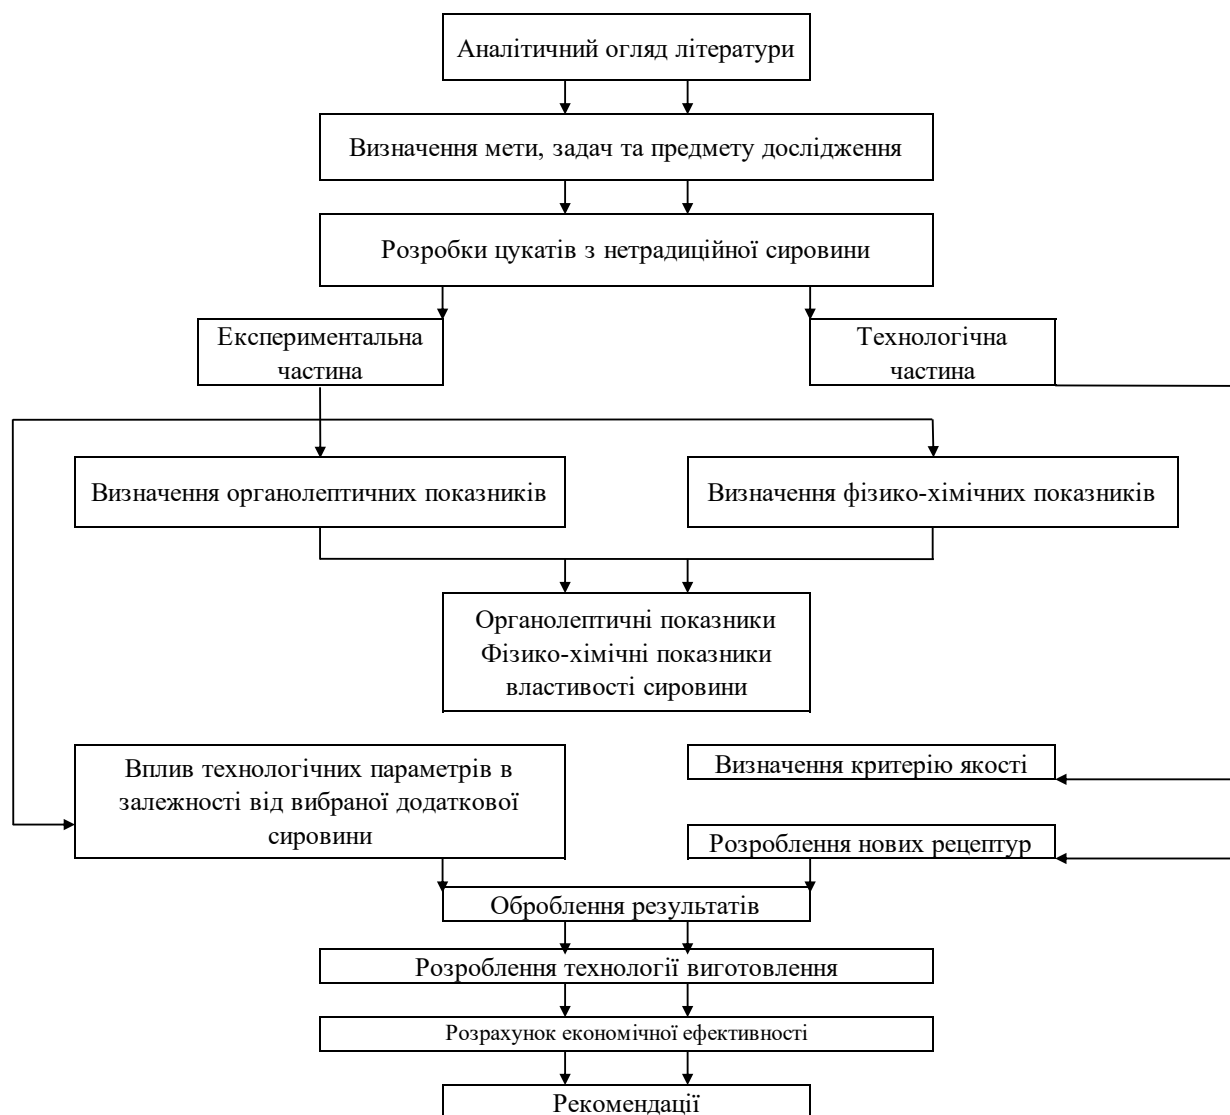 Аналітичний огляд літератури
Визначення мети, задач та предмету дослідження
Розробки цукатів з нетрадиційної сировини
Експериментальна
частина
Технологічна
частина
Визначення органолептичних показників
Визначення фізико-хімічних показників
Органолептичні показники
Фізико-хімічні показники
властивості сировини
Вплив технологічних параметрів в
залежності від вибраної додаткової
сировини
Визначення критерію якості
Розроблення нових рецептур
Оброблення результатів
Розроблення технології виготовлення
Розрахунок економічної ефективності
Рекомендації